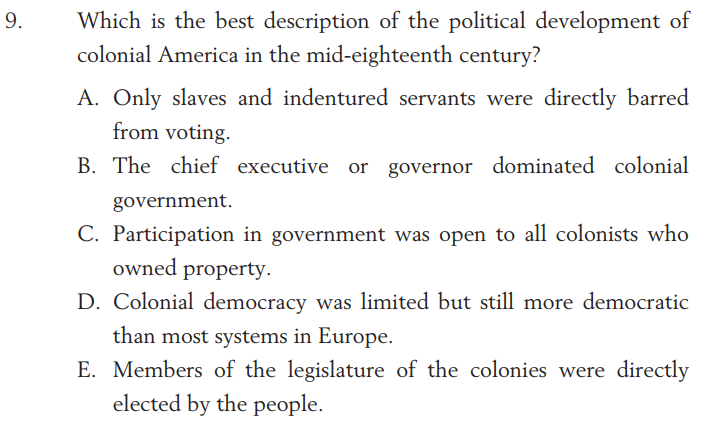 9. Which is the best description of the political development of
colonial America in the mid-eighteenth century?
A. Only slaves and indentured servants were directly barred
from voting.
B. The chief executive or governor dominated colonial
government.
C. Participation in government was open to all colonists who
owned property.
D. Colonial democracy was limited but still more democratic
than most systems in Europe.
E. Members of the legislature of the colonies were directly
elected by the people.